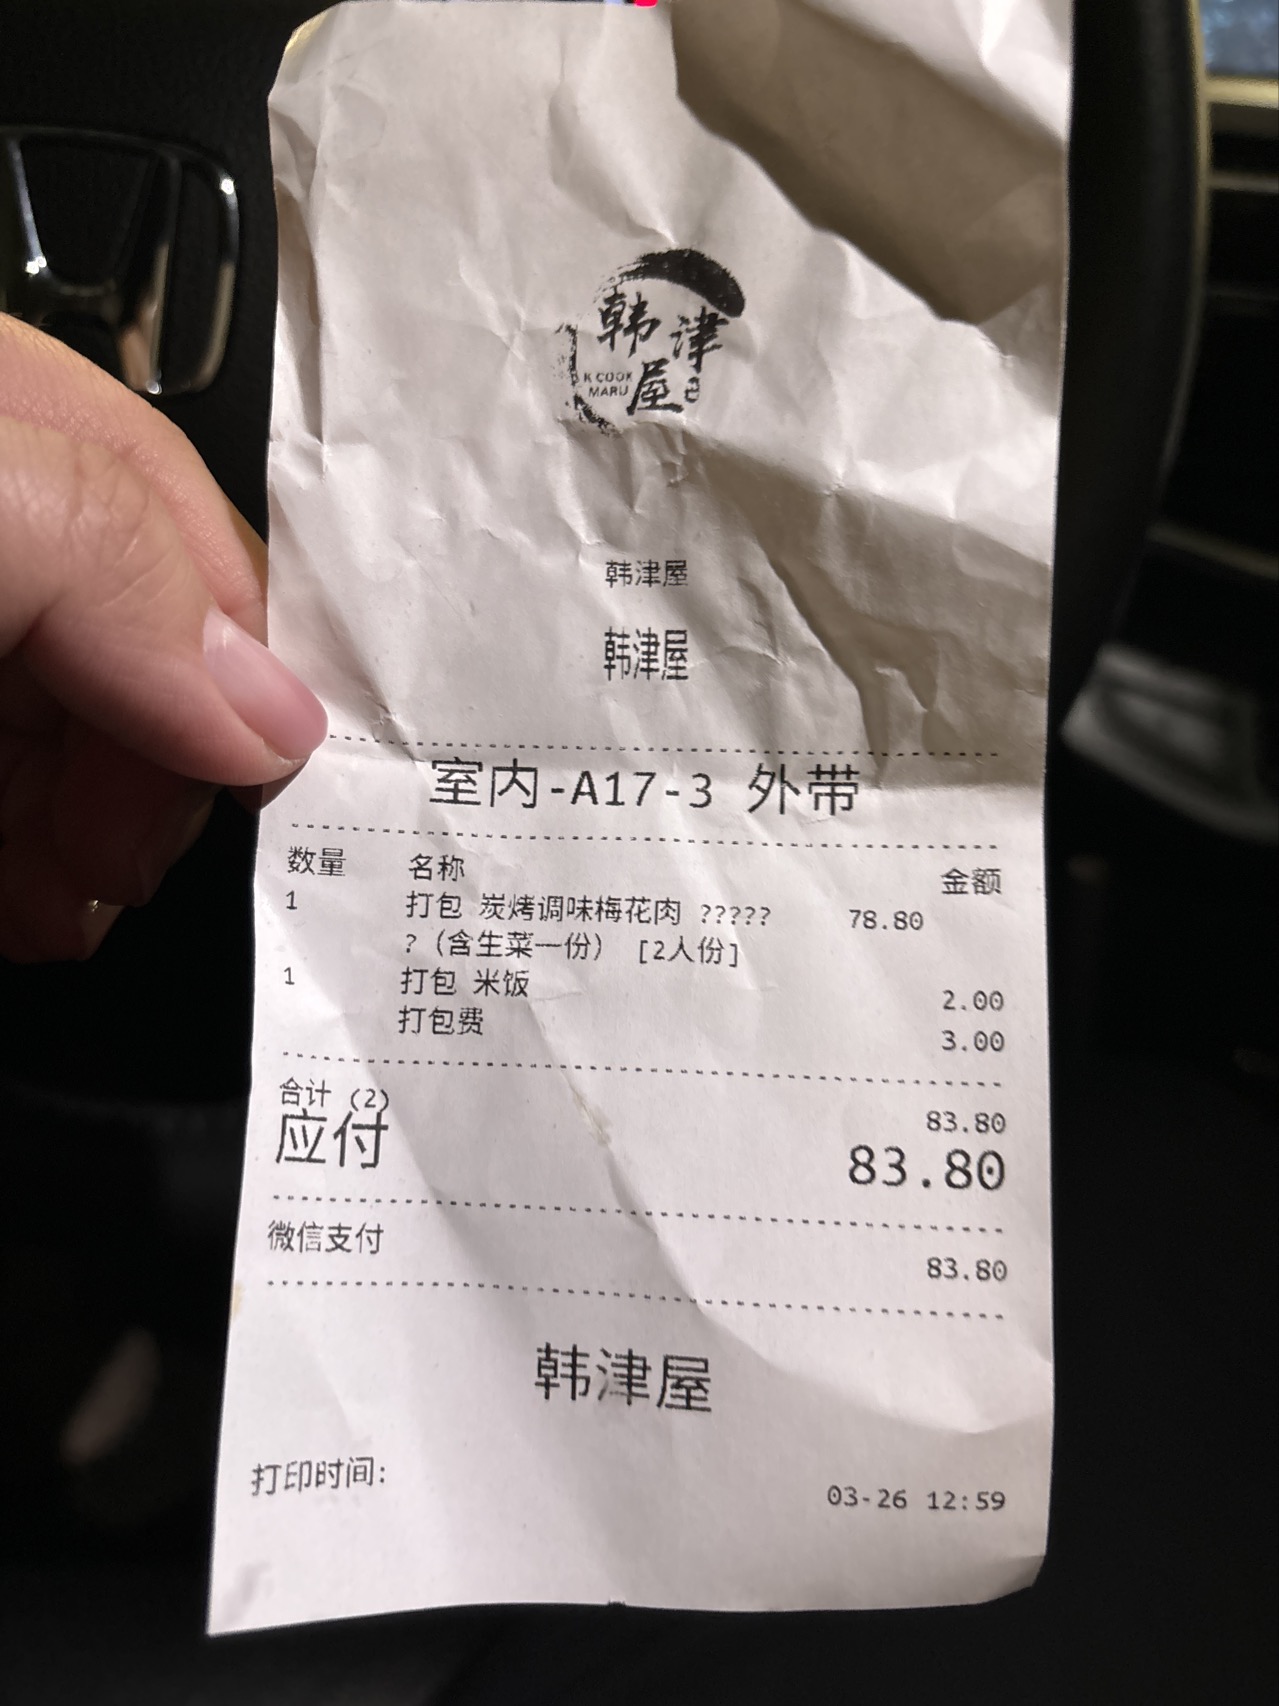 韩津
K COOK 屋
MARU
韩津屋
韩津屋
室内-A17-3 外带
数量 名称 金额
1 打包 炭烤调味梅花肉 ????? 78.80
?（含生菜一份） [2人份]
1 打包 米饭 2.00
打包费 3.00
合计 (2) 83.80
应付 83.80
微信支付 83.80
韩津屋
打印时间: 03-26 12:59